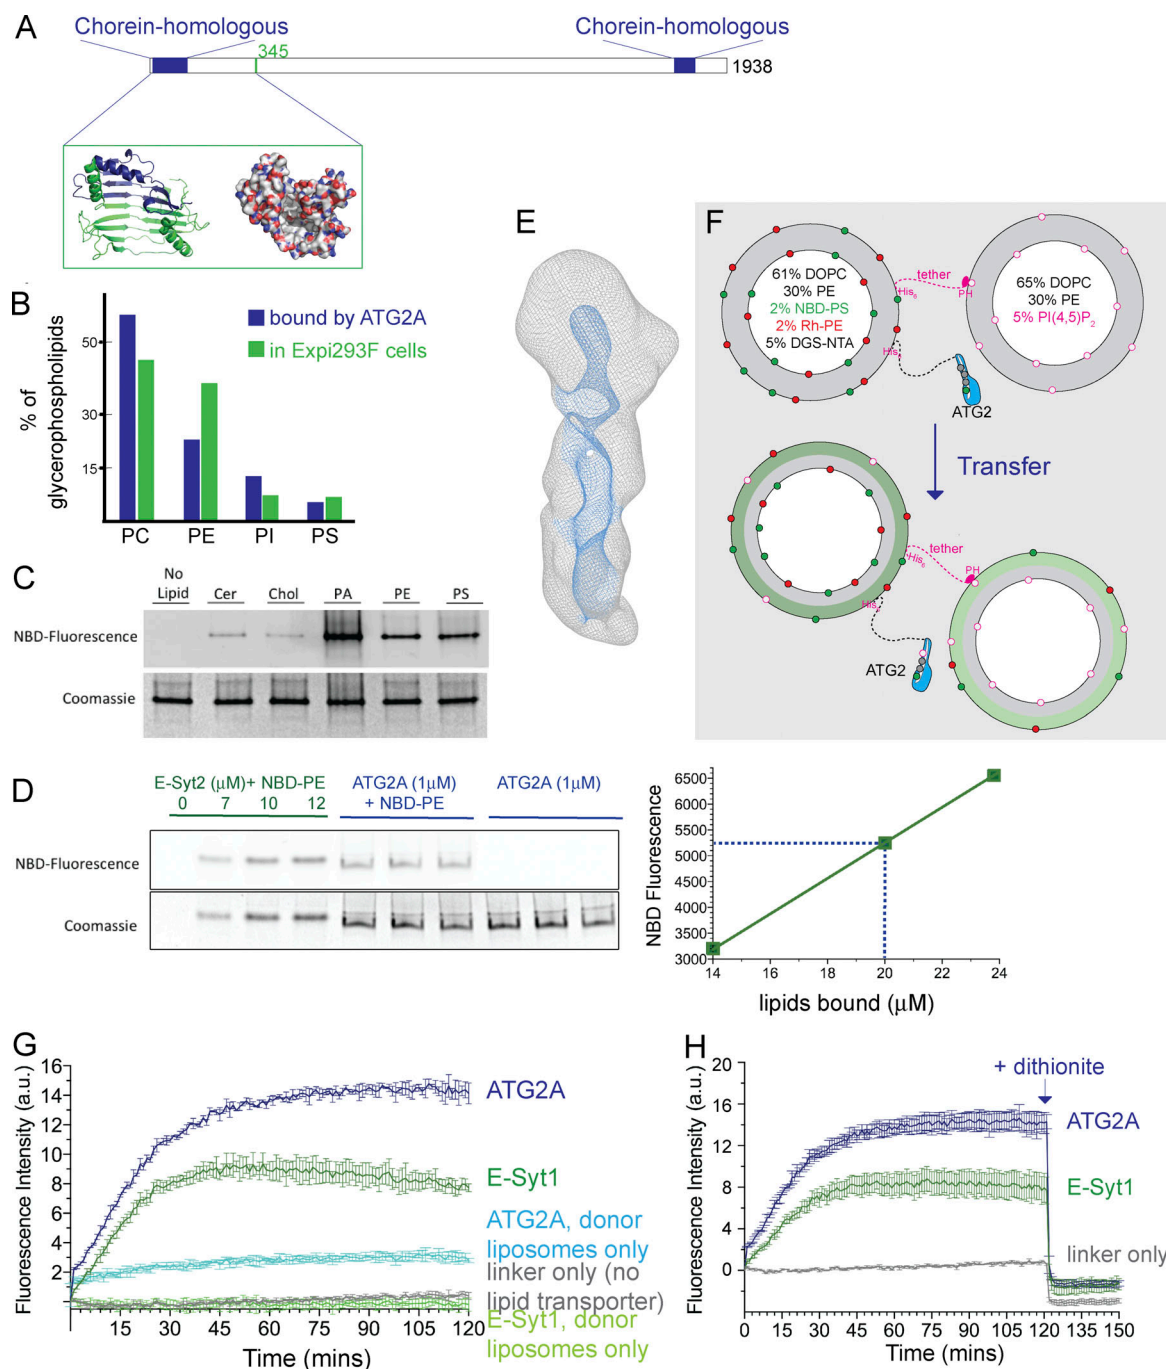 A
Chorein-homologous
Chorein-homologous
345
1938
B
50
30
15
% of
glycerophospholipids
bound by ATG2A
in Expi293F cells
PC PE PI PS
C
No
Lipid Cer Chol PA PE PS
NBD-Fluorescence
Coomassie
D
E-Syt2 (μM)+ NBD-PE
0 7 10 12
ATG2A (1μM)
+ NBD-PE
ATG2A (1μM)
NBD-Fluorescence
Coomassie
6500
6000
5500
5000
4500
4000
3500
3000
NBD Fluorescence
14 16 18 20 22 24
lipids bound (μM)
E
F
61% DOPC
30% PE
2% NBD-PS
2% Rh-PE
5% DGS-NTA
tether
His6
PH
65% DOPC
30% PE
5% PI(4,5)P2
His
ATG2
Transfer
tether
His6
PH
His
ATG2
G
16
14
12
10
8
6
4
2
Fluorescence Intensity (a.u.)
15 30 45 60 75 90 105 120
Time (mins)
ATG2A
E-Syt1
ATG2A, donor
liposomes only
linker only (no
lipid transporter)
E-Syt1, donor
liposomes only
H
20
16
12
8
4
0
Fluorescence Intensity (a.u.)
0 15 30 45 60 75 90 105 120 135 150
Time (mins)
+ dithionite
ATG2A
E-Syt1
linker only